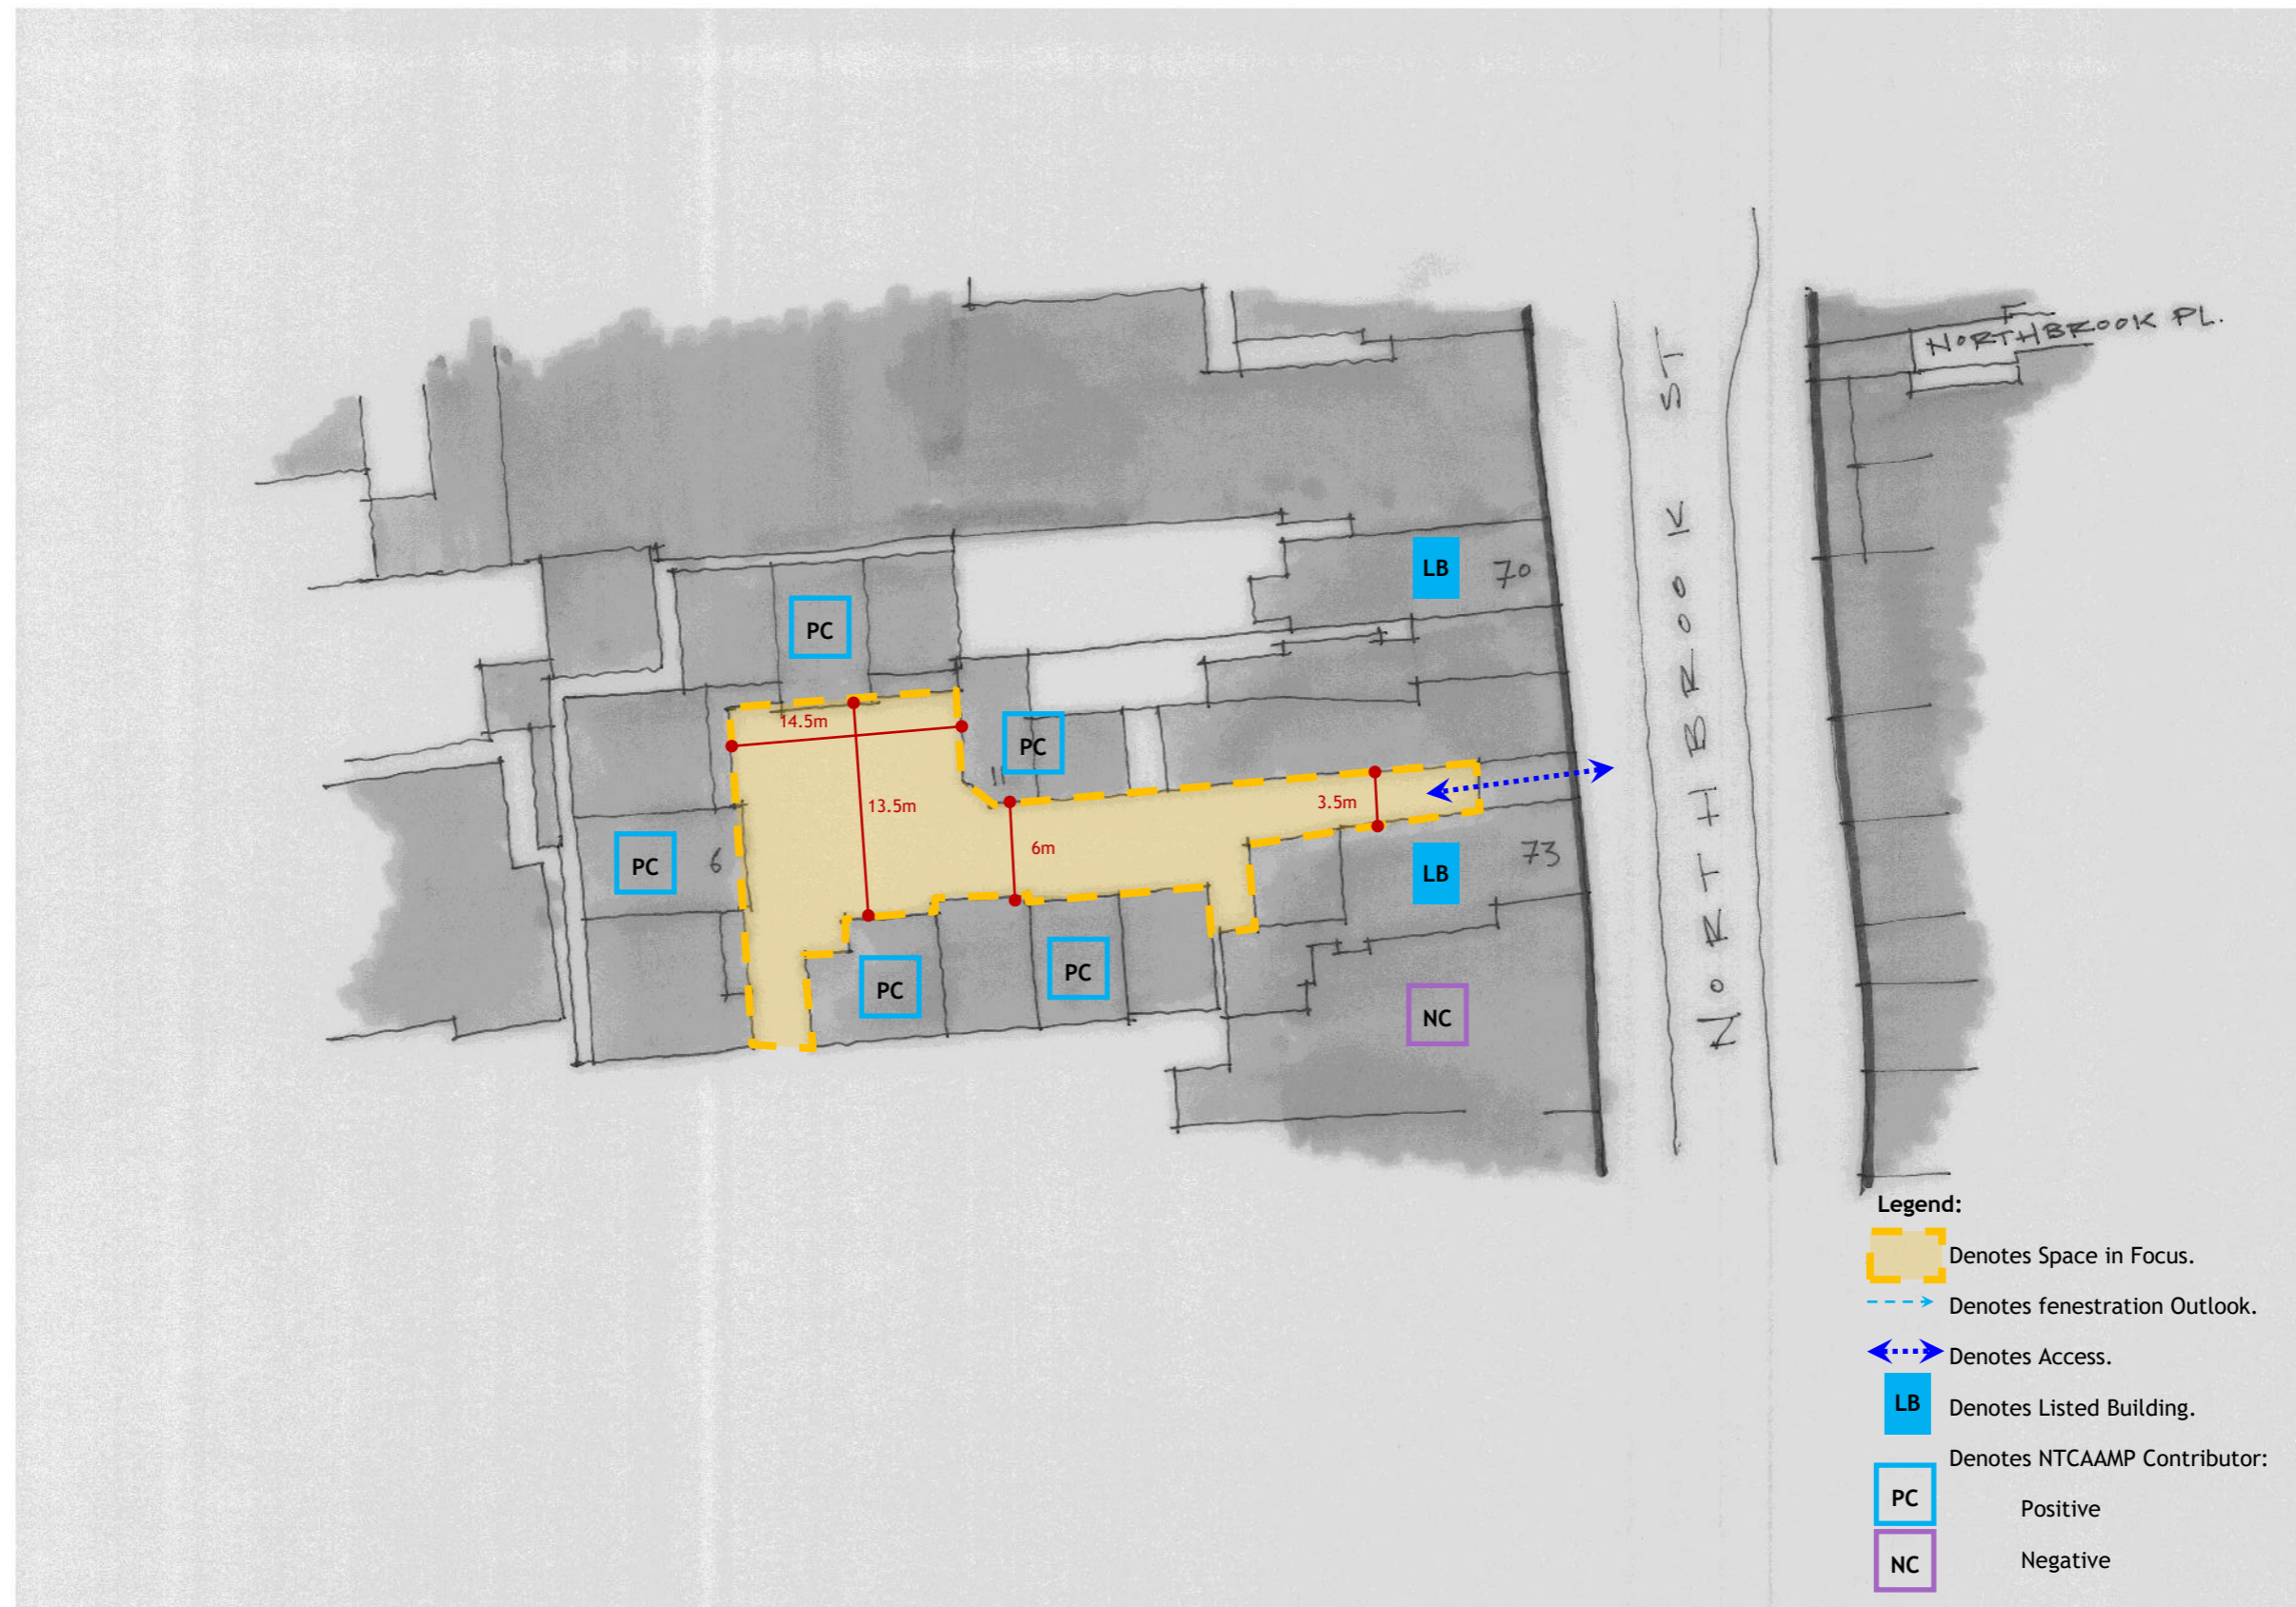 NORTHBROOK PL.
NORTHBROOK ST
LB
70
PC
14.5m
PC
11
13.5m
3.5m
6m
PC
6
LB
73
PC
PC
NC
Legend:
Denotes Space in Focus.
Denotes fenestration Outlook.
Denotes Access.
LB
Denotes Listed Building.
Denotes NTCAAMP Contributor:
PC
Positive
NC
Negative